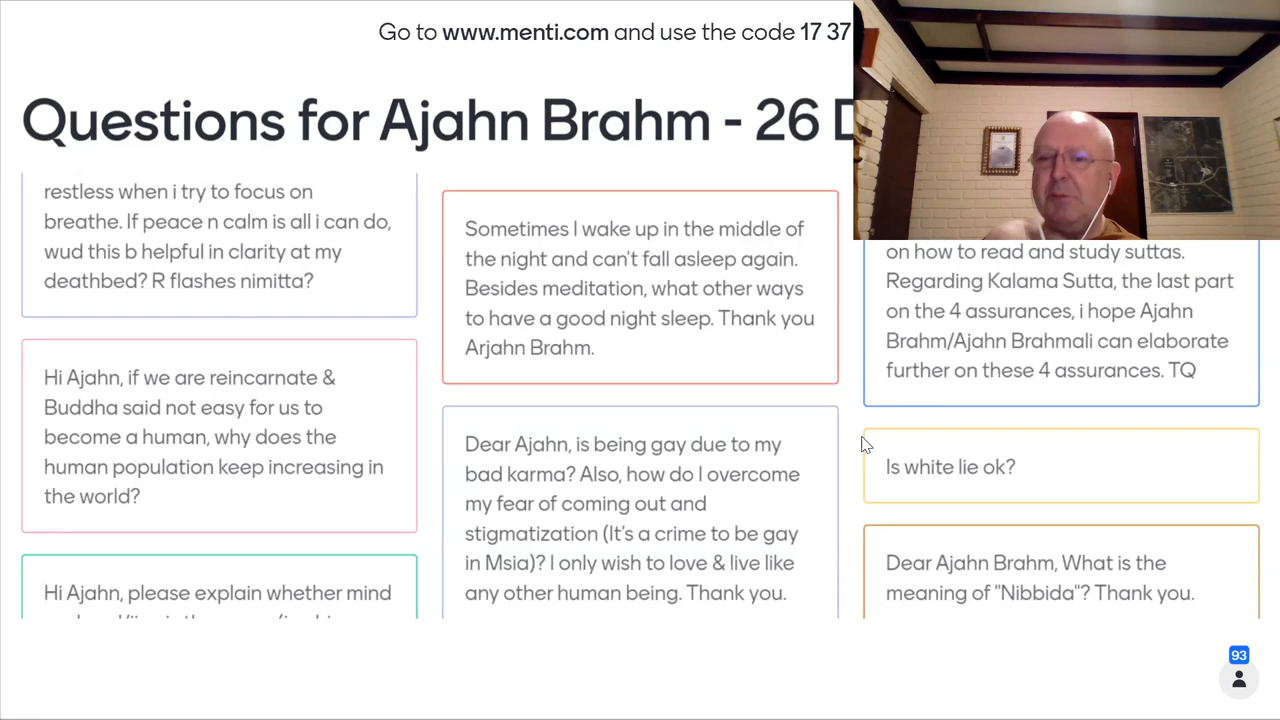 Go to www.menti.com and use the code 17 37
Questions for Ajahn Brahm - 26 D
restless when i try to focus on
breathe. If peace n calm is all i can do,
wud this b helpful in clarity at my
deathbed? R flashes nimitta?
Hi Ajahn, if we are reincarnate &
Buddha said not easy for us to
become a human, why does the
human population keep increasing in
the world?
Hi Ajahn, please explain whether mind
Sometimes I wake up in the middle of
the night and can't fall asleep again.
Besides meditation, what other ways
to have a good night sleep. Thank you
Arjahn Brahm.
Dear Ajahn, is being gay due to my
bad karma? Also, how do I overcome
my fear of coming out and
stigmatization (It's a crime to be gay
in Msia)? I only wish to love & live like
any other human being. Thank you.
on how to read and study suttas.
Regarding Kalama Sutta, the last part
on the 4 assurances, i hope Ajahn
Brahm/Ajahn Brahmali can elaborate
further on these 4 assurances. TQ
Is white lie ok?
Dear Ajahn Brahm, What is the
meaning of "Nibbida"? Thank you.
93